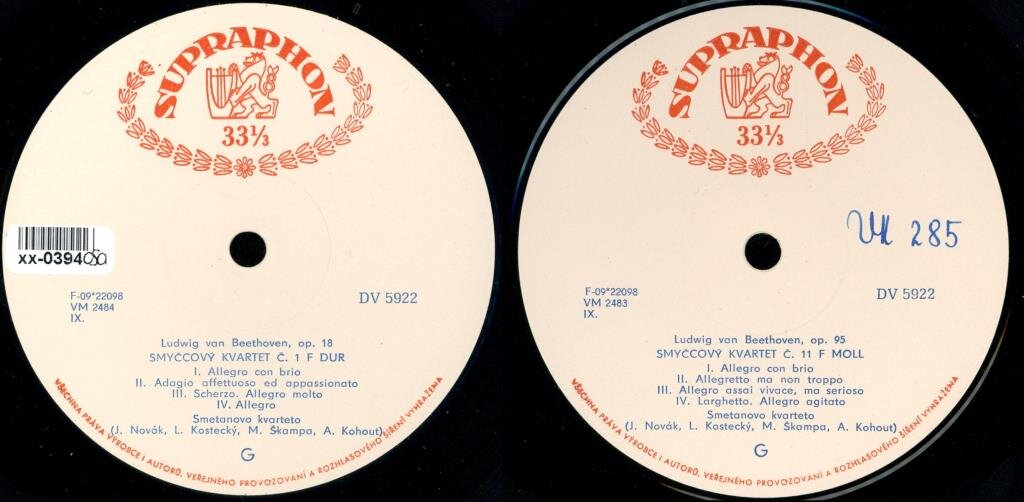 SUPRAPHON
33⅓
xx-0394
F-09*22098
VM 2484
IX.
DV 5922
Ludwig van Beethoven, op. 18
SMYČCOVÝ KVARTET Č. 1 F DUR
I. Allegro con brio
II. Adagio affettuoso ed appassionato
III. Scherzo. Allegro molto
IV. Allegro
Smetanovo kvarteto
(J. Novák, L. Kostecký, M. Škampa, A. Kohout)
G
VŠECHNA PRÁVA VÝROBCE I AUTORŮ, VEŘEJNÉHO PROVOZOVÁNÍ A ROZHLASOVÉHO ŠÍŘENÍ VYHRAŽENA
SUPRAPHON
33⅓
285
F-09*22098
VM 2483
IX.
DV 5922
Ludwig van Beethoven, op. 95
SMYČCOVÝ KVARTET Č. 11 F MOLL
I. Allegro con brio
II. Allegretto ma non troppo
III. Allegro assai vivace, ma serioso
IV. Larghetto. Allegro agitato
Smetanovo kvarteto
(J. Novák, L. Kostecký, M. Škampa, A. Kohout)
G
VŠECHNA PRÁVA VÝROBCE I AUTORŮ, VEŘEJNÉHO PROVOZOVÁNÍ A ROZHLASOVÉHO ŠÍŘENÍ VYHRAŽENA